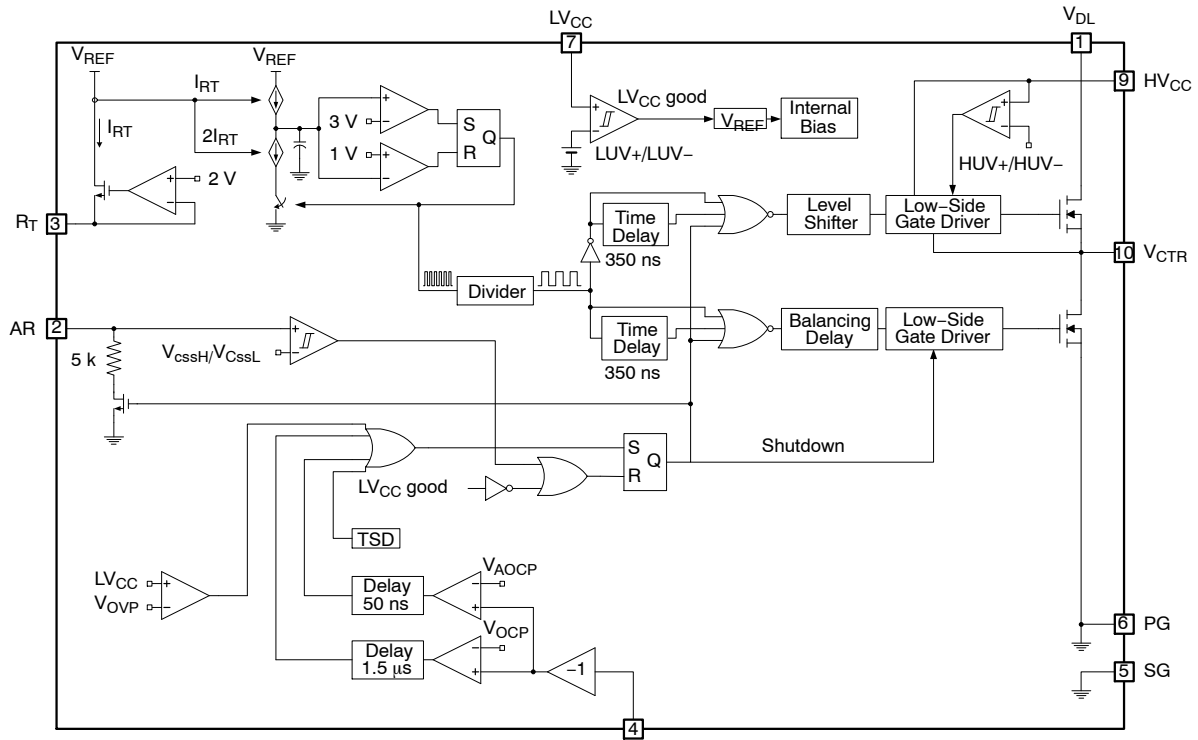 LVCC
7
VDL
1
VREF
VREF
IRT
IRT
2IRT
3 V
1 V
S
R
Q
2 V
RT
3
LVCC good
VREF
Internal
Bias
LUV+/LUV−
9
HVCC
HUV+/HUV−
Time
Delay
350 ns
Level
Shifter
Low−Side
Gate Driver
10
VCTR
Divider
Time
Delay
350 ns
Balancing
Delay
Low−Side
Gate Driver
AR
2
5 k
VcssH/VCssL
LVCC good
S
R
Q
Shutdown
TSD
LVCC
VOVP
Delay
50 ns
VAOCP
Delay
1.5 μs
VOCP
−1
4
6
PG
5
SG
+
−
+
−
+
−
+
−
+
−
+
−
+
−
+
−
−
+
−
+